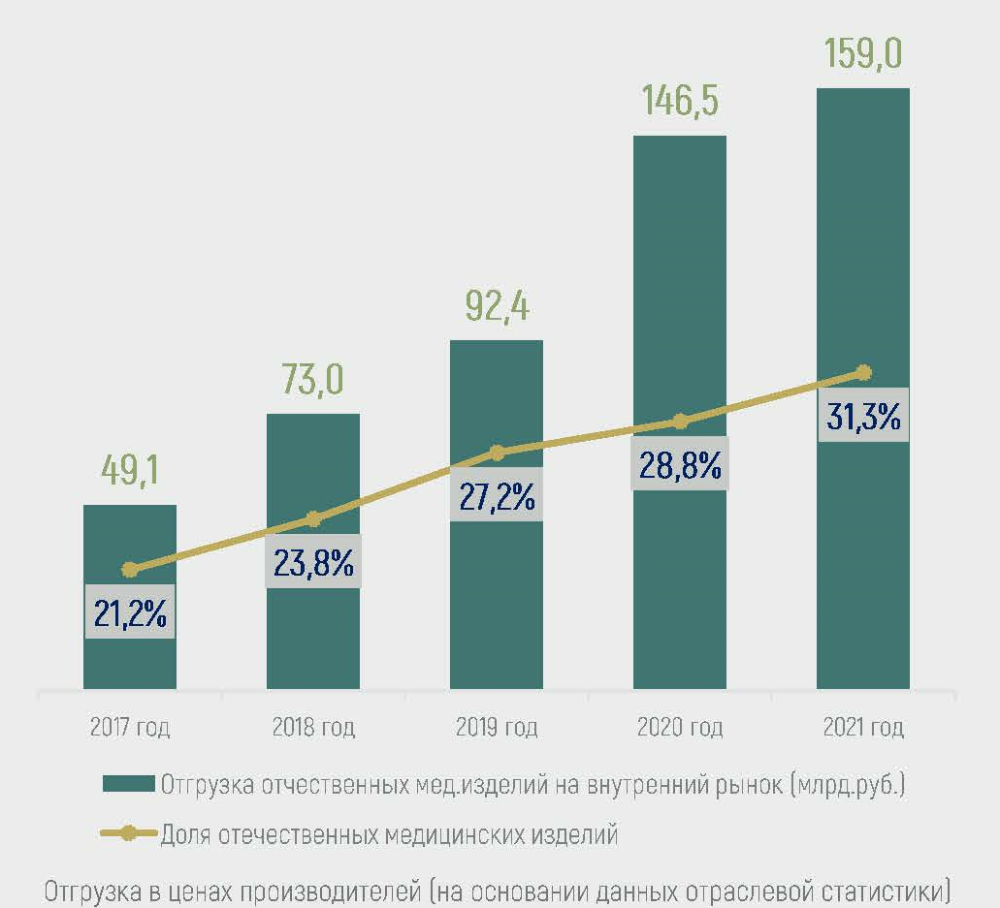 159,0
146,5
92,4
73,0
49,1
31,3%
28,8%
27,2%
23,8%
21,2%
2017 год 2018 год 2019 год 2020 год 2021 год
Отгрузка отчественных мед.изделий на внутренний рынок (млрд.руб.)
Доля отечественных медицинских изделий
Отгрузка в ценах производителей (на основании данных отраслевой статистики)